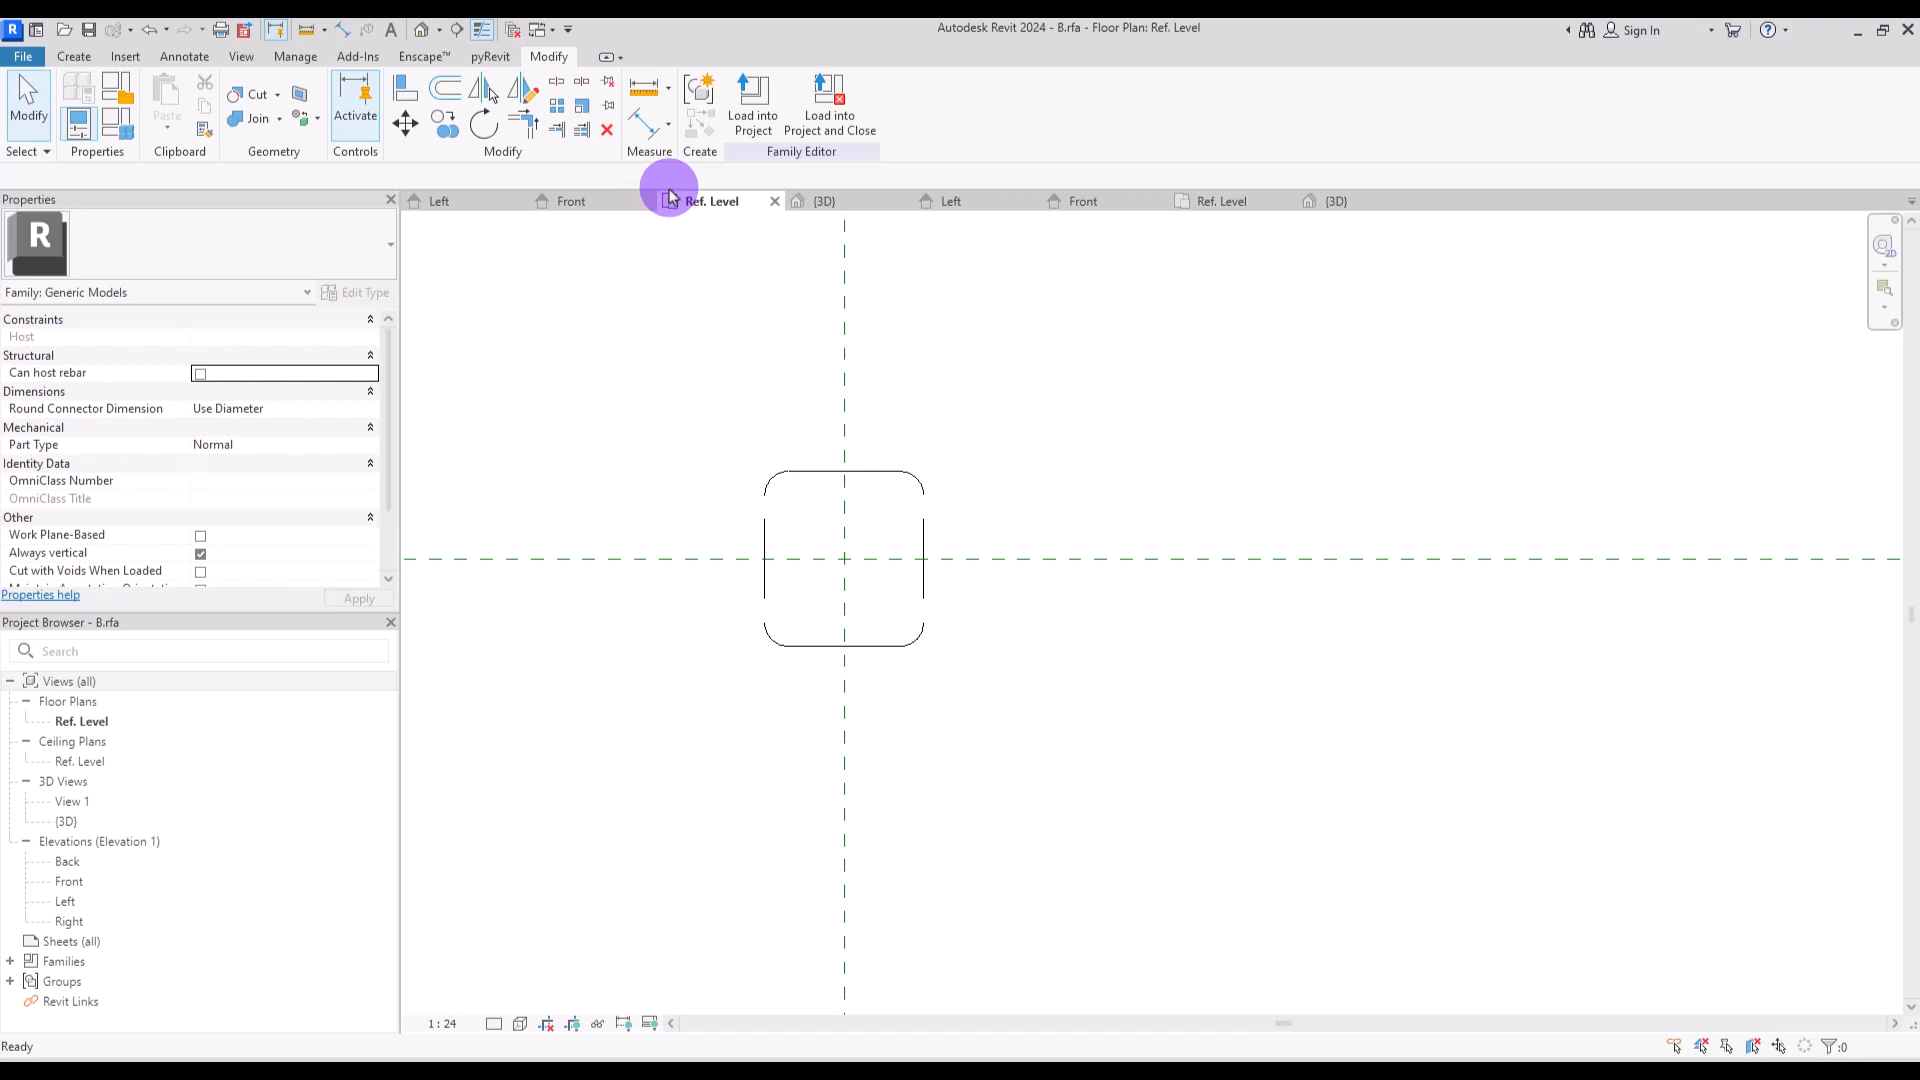 R
Autodesk Revit 2024 - B.rfa - Floor Plan: Ref. Level
Sign In
File Create Insert Annotate View Manage Add-Ins Enscape™ pyRevit Modify
Modify
Paste
Cut
Join
Activate
Load into Project
Load into Project and Close
Select Properties Clipboard Geometry Controls Modify Measure Create Family Editor
Properties
Left Front Ref. Level {3D} Left Front Ref. Level {3D}
R
2D
Family: Generic Models Edit Type
Constraints
Host
Structural
Can host rebar
Dimensions
Round Connector Dimension Use Diameter
Mechanical
Part Type Normal
Identity Data
OmniClass Number
OmniClass Title
Other
Work Plane-Based
Always vertical
Cut with Voids When Loaded
Properties help Apply
Project Browser - B.rfa
Search
Views (all)
Floor Plans
Ref. Level
Ceiling Plans
Ref. Level
3D Views
View 1
{3D}
Elevations (Elevation 1)
Back
Front
Left
Right
Sheets (all)
Families
Groups
Revit Links
1 : 24
Ready :0